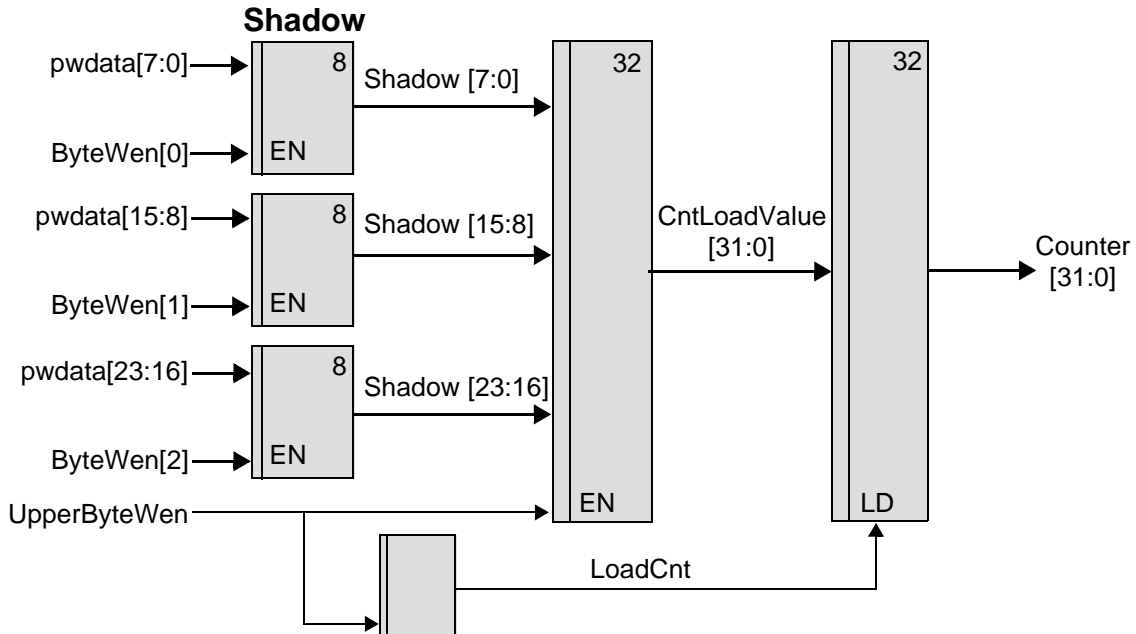 Shadow
pwdata[7:0]
8
Shadow [7:0]
ByteWen[0]
EN
pwdata[15:8]
8
Shadow [15:8]
ByteWen[1]
EN
pwdata[23:16]
8
Shadow [23:16]
ByteWen[2]
EN
UpperByteWen
32
EN
CntLoadValue
[31:0]
32
LD
Counter
[31:0]
LoadCnt